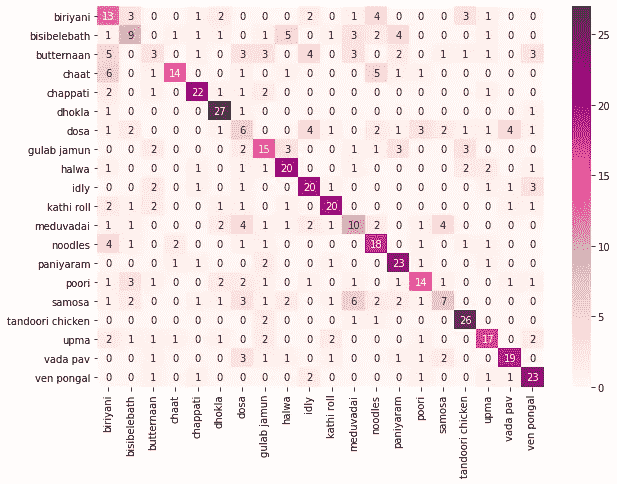 biriyani 13 3 0 0 1 2 0 0 0 2 0 1 4 0 0 0 3 1 0 0
bisibelebath 1 9 0 1 1 1 0 1 5 0 1 3 2 4 0 0 0 1 0 0
butternaan 5 0 3 0 1 0 3 3 0 4 0 3 0 2 0 1 1 1 0 3
chaat 6 0 1 14 0 0 1 0 1 0 0 0 5 1 1 0 0 0 0 0
chappati 2 0 1 0 22 1 1 2 0 0 0 0 0 0 1 0 0 0 0 0
dhokla 1 0 0 0 0 27 0 0 0 0 0 0 0 0 0 0 0 0 0 1
dosa 1 2 0 0 1 0 6 0 0 4 1 0 2 1 3 2 1 1 4 1
gulab jamun 0 0 2 0 0 0 2 15 3 0 0 1 1 3 0 0 3 0 0 0
halwa 1 0 0 0 1 0 1 1 20 0 0 1 0 0 0 0 2 2 0 1
idly 0 0 2 0 1 0 1 0 0 20 0 0 0 0 1 0 0 1 1 3
kathi roll 2 1 2 0 0 1 1 0 1 0 20 0 0 0 0 0 0 0 1 1
meduvadai 1 1 0 0 0 2 4 1 1 2 1 10 2 0 1 4 0 0 0 0
noodles 4 0 1 2 0 0 1 1 0 0 0 0 18 0 1 0 1 1 0 0
paniyaram 0 0 0 1 1 0 0 2 0 0 0 1 0 23 0 0 0 1 0 0
poori 1 3 1 0 0 2 2 1 0 1 0 1 0 1 14 1 0 1 0 1
samosa 1 2 0 0 1 1 3 1 2 0 1 6 2 2 1 7 0 0 0 0
tandoori chicken 0 0 0 0 0 0 0 2 0 0 0 1 1 0 0 0 26 0 0 0
upma 2 1 1 1 0 1 0 2 0 0 2 0 0 0 1 0 0 17 0 2
vada pav 0 0 1 0 0 0 3 1 1 0 1 0 0 1 1 2 0 0 19 0
ven pongal 0 0 1 0 1 0 0 0 0 2 0 0 0 0 0 0 0 1 1 23
biriyani bisibelebath butternaan chaat chappati dhokla dosa gulab jamun halwa idly kathi roll meduvadai noodles paniyaram poori samosa tandoori chicken upma vada pav ven pongal
25
20
15
10
5
0